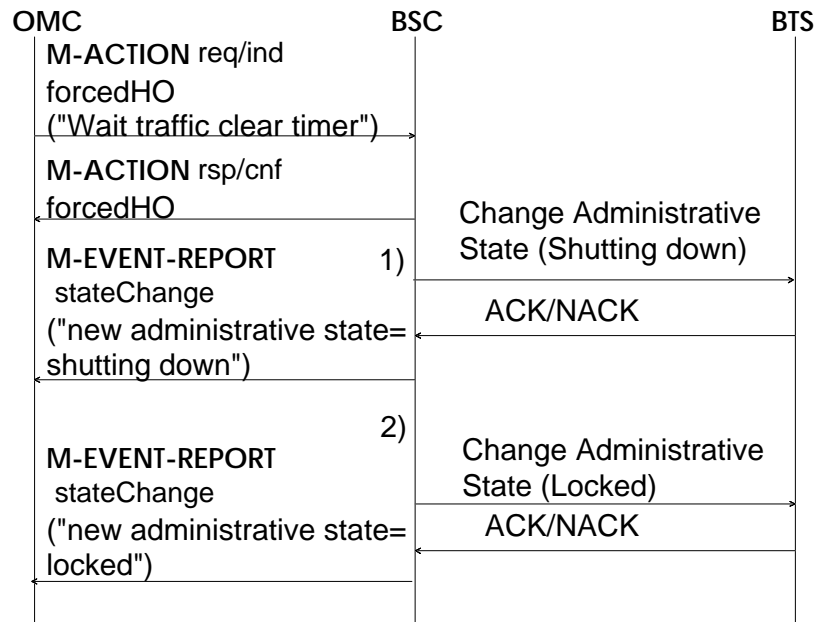 OMC BSC BTS
M-ACTION req/ind
forcedHO
("Wait traffic clear timer")
M-ACTION rsp/cnf
forcedHO
Change Administrative
State (Shutting down)
M-EVENT-REPORT 1)
stateChange
("new administrative state=
shutting down")
ACK/NACK
2)
M-EVENT-REPORT
stateChange
("new administrative state=
locked")
Change Administrative
State (Locked)
ACK/NACK